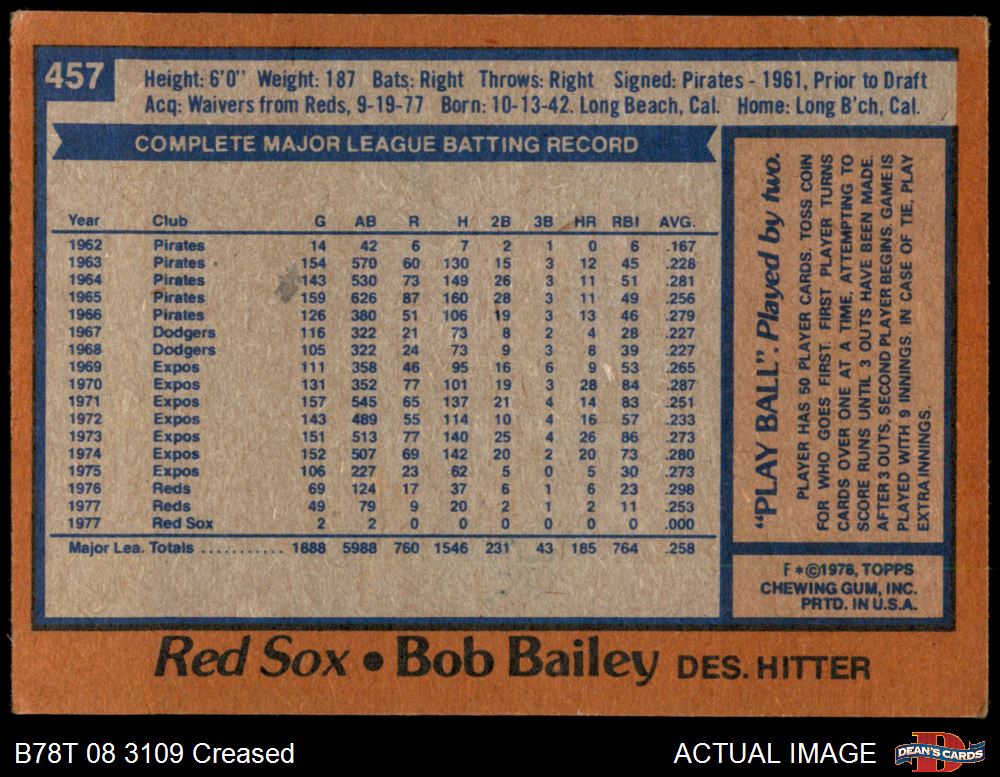 457
Height: 6'0" Weight: 187 Bats: Right Throws: Right Signed: Pirates - 1961, Prior to Draft
Acq: Waivers from Reds, 9-19-77 Born: 10-13-42. Long Beach, Cal. Home: Long B'ch, Cal.
COMPLETE MAJOR LEAGUE BATTING RECORD
Year Club G AB R H 2B 3B HR RBI AVG.
1962 Pirates 14 42 6 7 2 1 0 6 .167
1963 Pirates 154 570 60 130 15 3 12 45 .228
1964 Pirates 143 530 73 149 26 3 11 51 .281
1965 Pirates 159 626 87 160 28 3 11 49 .256
1966 Pirates 126 380 51 106 19 3 13 46 .279
1967 Dodgers 116 322 21 73 8 2 4 28 .227
1968 Dodgers 105 322 24 73 9 3 8 39 .227
1969 Expos 111 358 46 95 16 6 9 53 .265
1970 Expos 131 352 77 101 19 3 28 84 .287
1971 Expos 157 545 65 137 21 4 14 83 .251
1972 Expos 143 489 55 114 10 4 16 57 .233
1973 Expos 151 513 77 140 25 4 26 86 .273
1974 Expos 152 507 69 142 20 2 20 73 .280
1975 Expos 106 227 23 62 5 0 5 30 .273
1976 Reds 69 124 17 37 6 1 6 23 .298
1977 Reds 49 79 9 20 2 1 2 11 .253
1977 Red Sox 2 2 0 0 0 0 0 0 .000
Major Lea. Totals ............ 1888 5988 760 1546 231 43 185 764 .258
"PLAY BALL". Played by two.
PLAYER HAS 50 PLAYER CARDS. TOSS COIN
FOR WHO GOES FIRST. FIRST PLAYER TURNS
CARDS OVER ONE AT A TIME, ATTEMPTING TO
SCORE RUNS UNTIL 3 OUTS HAVE BEEN MADE.
AFTER 3 OUTS, SECOND PLAYER BEGINS. GAME IS
PLAYED WITH 9 INNINGS. IN CASE OF TIE, PLAY
EXTRA INNINGS.
F*©1978, TOPPS
CHEWING GUM, INC.
PRTD. IN U.S.A.
Red Sox • Bob Bailey DES. HITTER
B78T 08 3109 Creased
ACTUAL IMAGE
DEAN'S CARDS